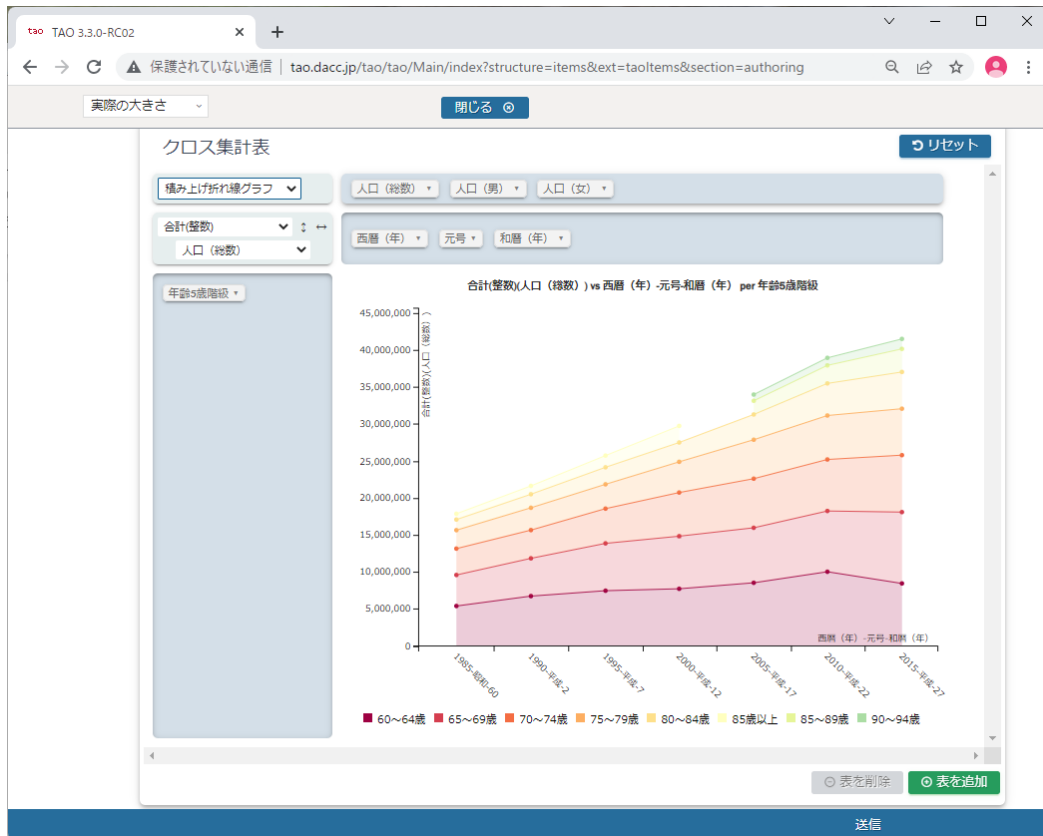 tao TAO 3.3.0-RC02
保護されていない通信 tao.dacc.jp/tao/tao/Main/index?structure=items&ext=taoItems&section=authoring
実際の大きさ
閉じる
クロス集計表
リセット
積み上げ折れ線グラフ
人口（総数） 人口（男） 人口（女）
合計(整数)
人口（総数）
西暦（年） 元号 和暦（年）
年齢5歳階級
合計(整数)(人口（総数）) vs 西暦（年）-元号-和暦（年） per 年齢5歳階級
合計(整数)(人口（総数）)
45,000,000
40,000,000
35,000,000
30,000,000
25,000,000
20,000,000
15,000,000
10,000,000
5,000,000
0
西暦（年）-元号-和暦（年）
1985-昭和-60
1990-平成-2
1995-平成-7
2000-平成-12
2005-平成-17
2010-平成-22
2015-平成-27
60～64歳 65～69歳 70～74歳 75～79歳 80～84歳 85歳以上 85～89歳 90～94歳
表を削除
表を追加
送信